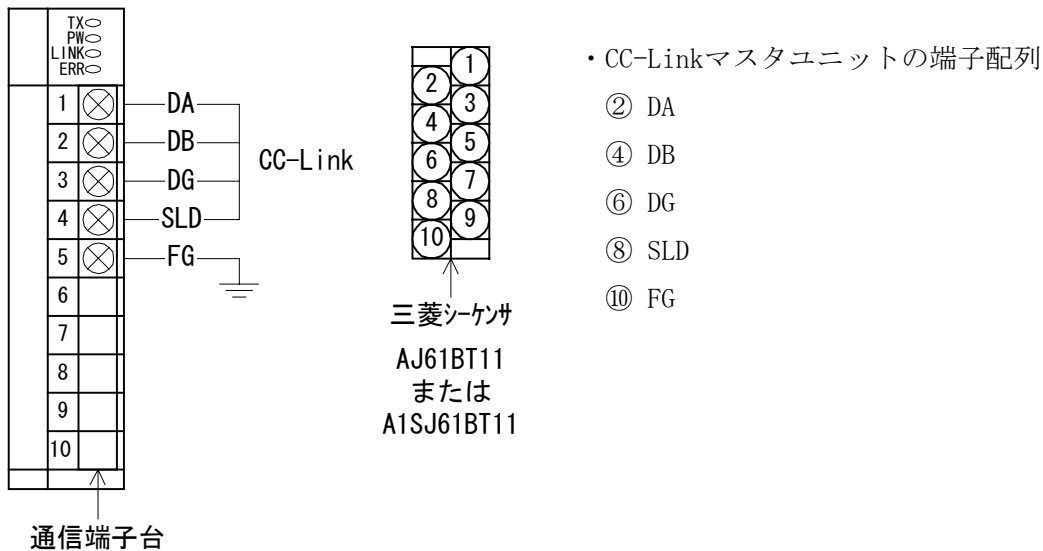 TX
PW
LINK
ERR
1
2
3
4
5
6
7
8
9
10
DA
DB
DG
SLD
FG
CC-Link
通信端子台
1
2
3
4
5
6
7
8
9
10
三菱ｼｰｹﾝｻ
AJ61BT11
または
A1SJ61BT11
・CC-Linkマスタユニットの端子配列
② DA
④ DB
⑥ DG
⑧ SLD
⑩ FG